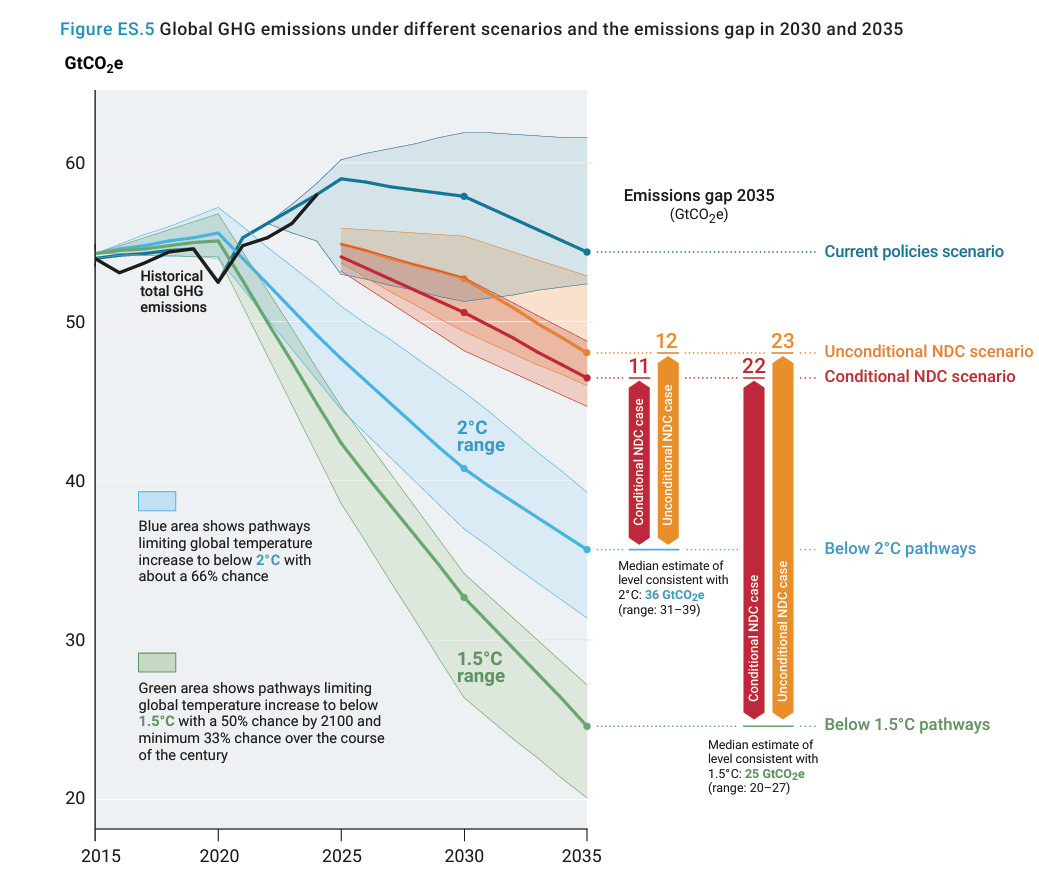 Figure ES.5 Global GHG emissions under different scenarios and the emissions gap in 2030 and 2035
GtCO₂e
60
50
40
30
20
2015
2020
2025
2030
2035
Historical
total GHG
emissions
2°C
range
1.5°C
range
Blue area shows pathways
limiting global temperature
increase to below 2°C with
about a 66% chance
Green area shows pathways limiting
global temperature increase to below
1.5°C with a 50% chance by 2100 and
minimum 33% chance over the course
of the century
Emissions gap 2035
(GtCO₂e)
Current policies scenario
Unconditional NDC scenario
Conditional NDC scenario
Below 2°C pathways
Below 1.5°C pathways
11
12
22
23
Conditional NDC case
Unconditional NDC case
Conditional NDC case
Unconditional NDC case
Median estimate of
level consistent with
2°C: 36 GtCO₂e
(range: 31–39)
Median estimate of
level consistent with
1.5°C: 25 GtCO₂e
(range: 20–27)